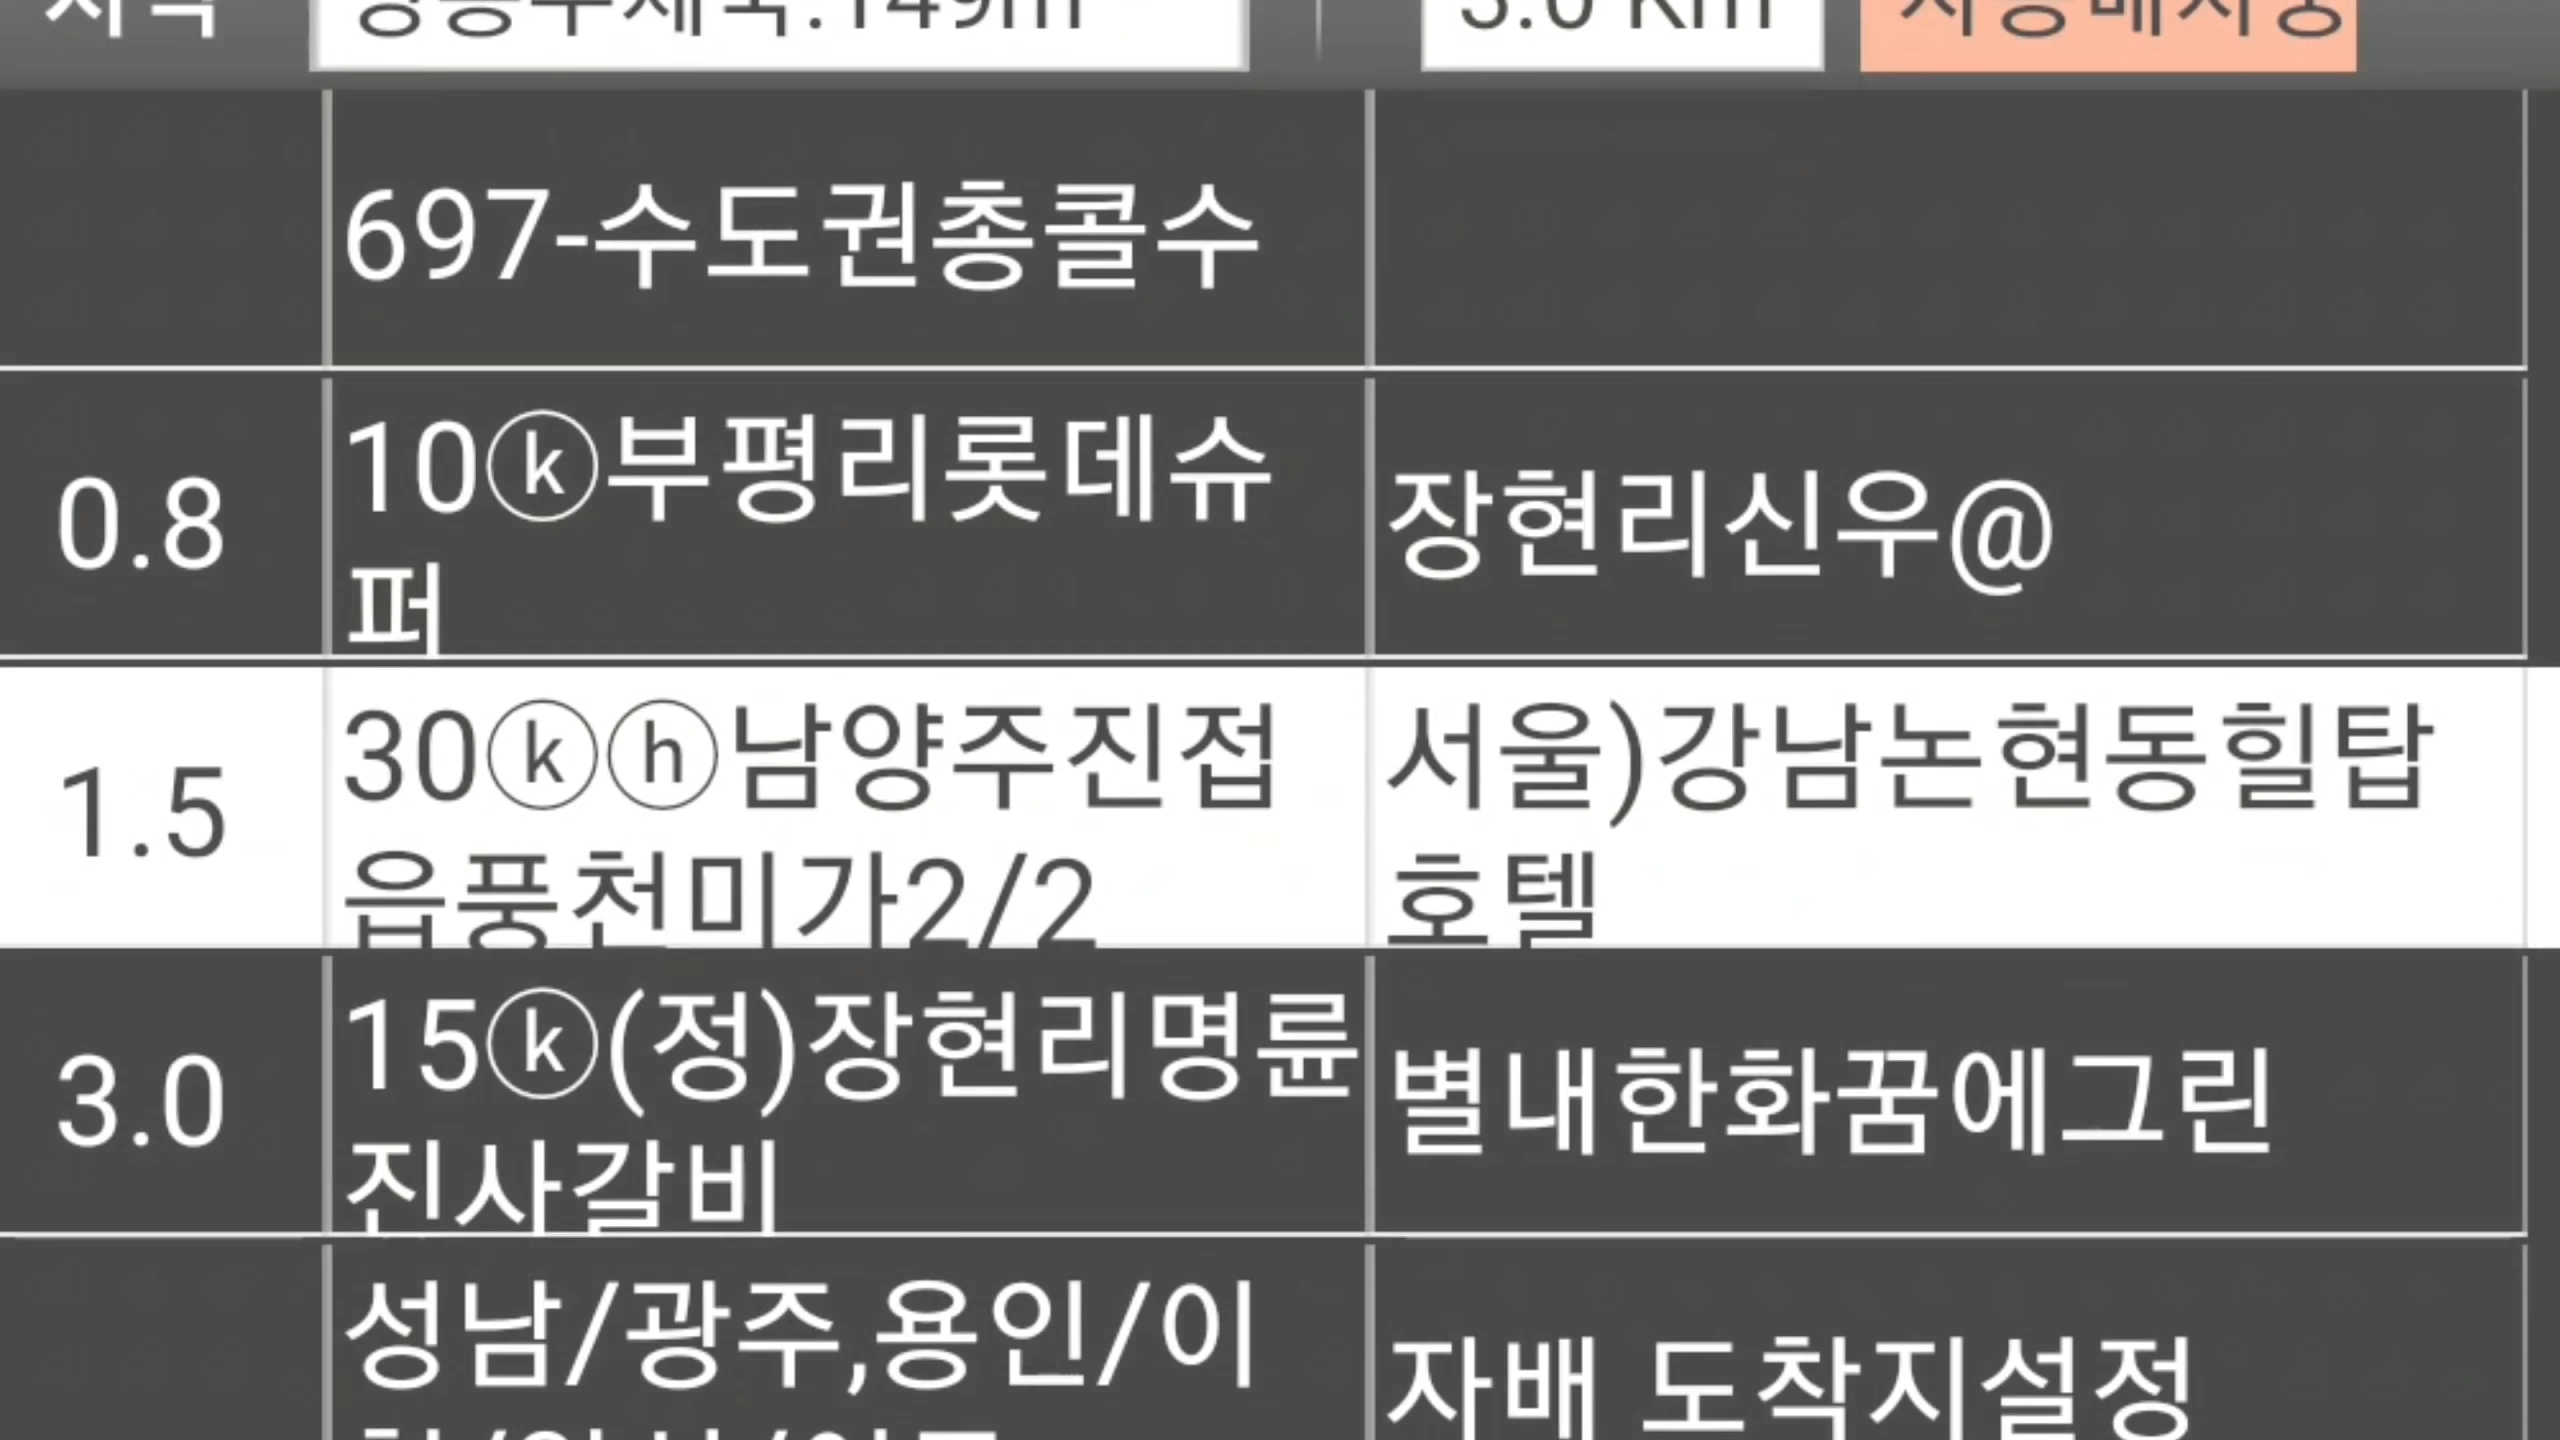 697-수도권총콜수
0.8
10ⓚ부평리롯데슈
퍼
장현리신우@
1.5
30ⓚⓗ남양주진접
읍풍천미가2/2
서울)강남논현동힐탑
호텔
3.0
15ⓚ(정)장현리명륜
진사갈비
별내한화꿈에그린
성남/광주,용인/이
자배 도착지설정